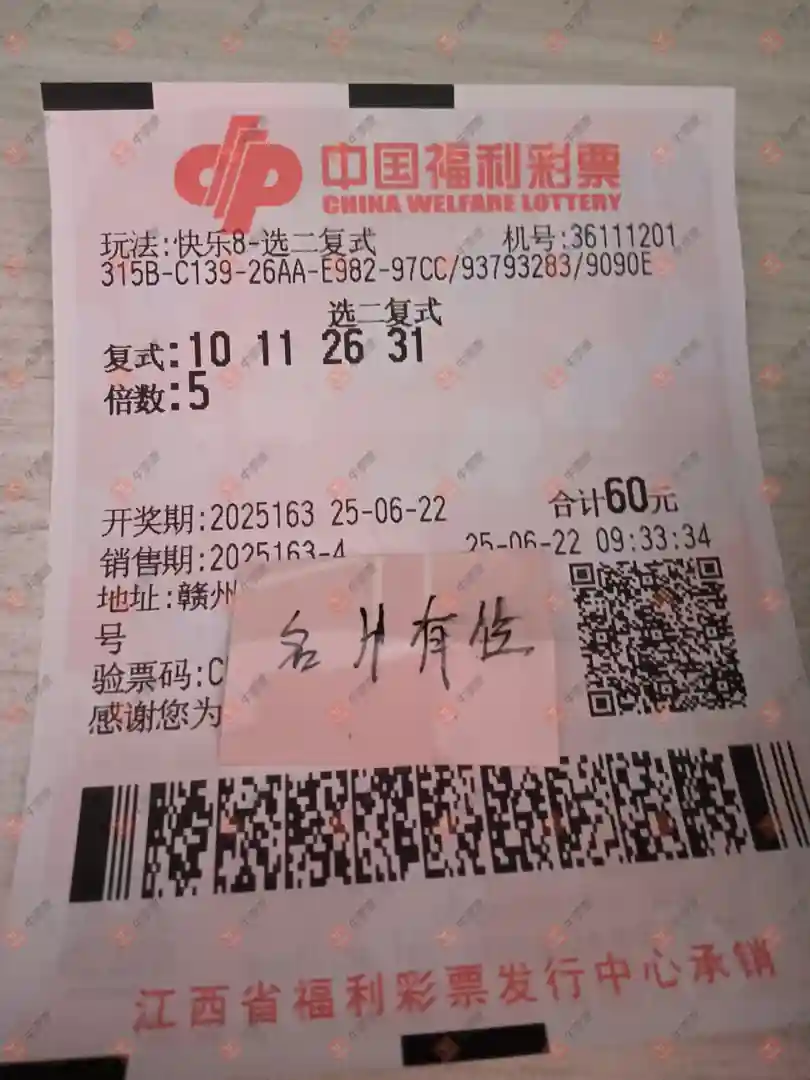 中国福利彩票
CHINA WELFARE LOTTERY
玩法:快乐8-选二复式 机号:36111201
315B-C139-26AA-E982-97CC/93793283/9090E
选二复式
复式:10 11 26 31
倍数:5
开奖期:2025163 25-06-22 合计60元
销售期:2025163-4 25-06-22 09:33:34
地址:赣州
号
名片有位
验票码:C
感谢您为
江西省福利彩票发行中心承销